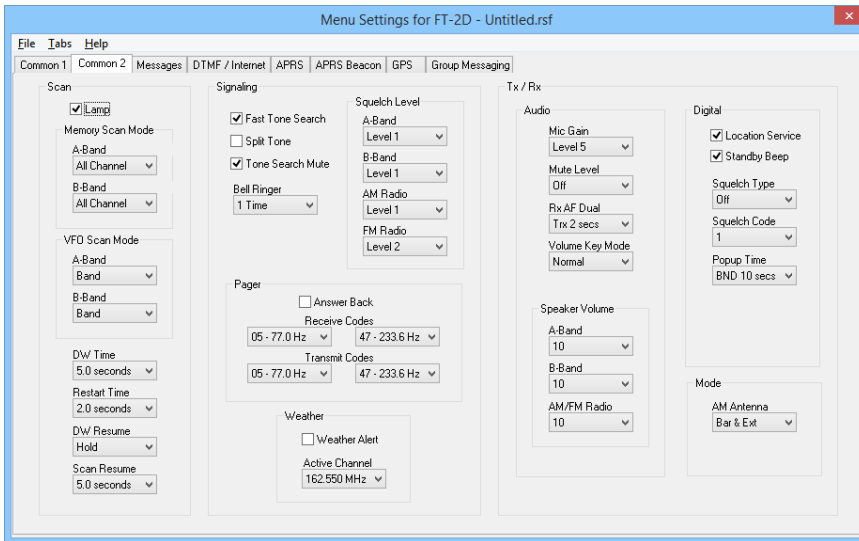 Menu Settings for FT-2D - Untitled.rsf
File Tabs Help
Common 1 Common 2 Messages DTMF / Internet APRS APRS Beacon GPS Group Messaging
Scan
Lamp
Memory Scan Mode
A-Band
All Channel
B-Band
All Channel
VFO Scan Mode
A-Band
Band
B-Band
Band
DW Time
5.0 seconds
Restart Time
2.0 seconds
DW Resume
Hold
Scan Resume
5.0 seconds
Signaling
Fast Tone Search
Split Tone
Tone Search Mute
Bell Ringer
1 Time
Squelch Level
A-Band
Level 1
B-Band
Level 1
AM Radio
Level 1
FM Radio
Level 2
Pager
Answer Back
Receive Codes
05 - 77.0 Hz 47 - 233.6 Hz
Transmit Codes
05 - 77.0 Hz 47 - 233.6 Hz
Weather
Weather Alert
Active Channel
162.550 MHz
Tx / Rx
Audio
Mic Gain
Level 5
Mute Level
Off
Rx AF Dual
Trx 2 secs
Volume Key Mode
Normal
Speaker Volume
A-Band
10
B-Band
10
AM/FM Radio
10
Digital
Location Service
Standby Beep
Squelch Type
Off
Squelch Code
1
Popup Time
BND 10 secs
Mode
AM Antenna
Bar & Ext